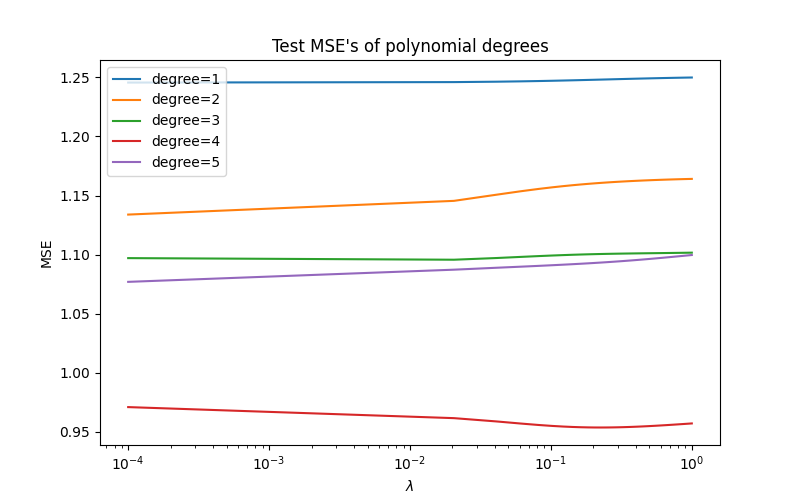 Test MSE's of polynomial degrees
degree=1
degree=2
degree=3
degree=4
degree=5
1.25
1.20
1.15
1.10
1.05
1.00
0.95
MSE
10⁻⁴ 10⁻³ 10⁻² 10⁻¹ 10⁰
λ